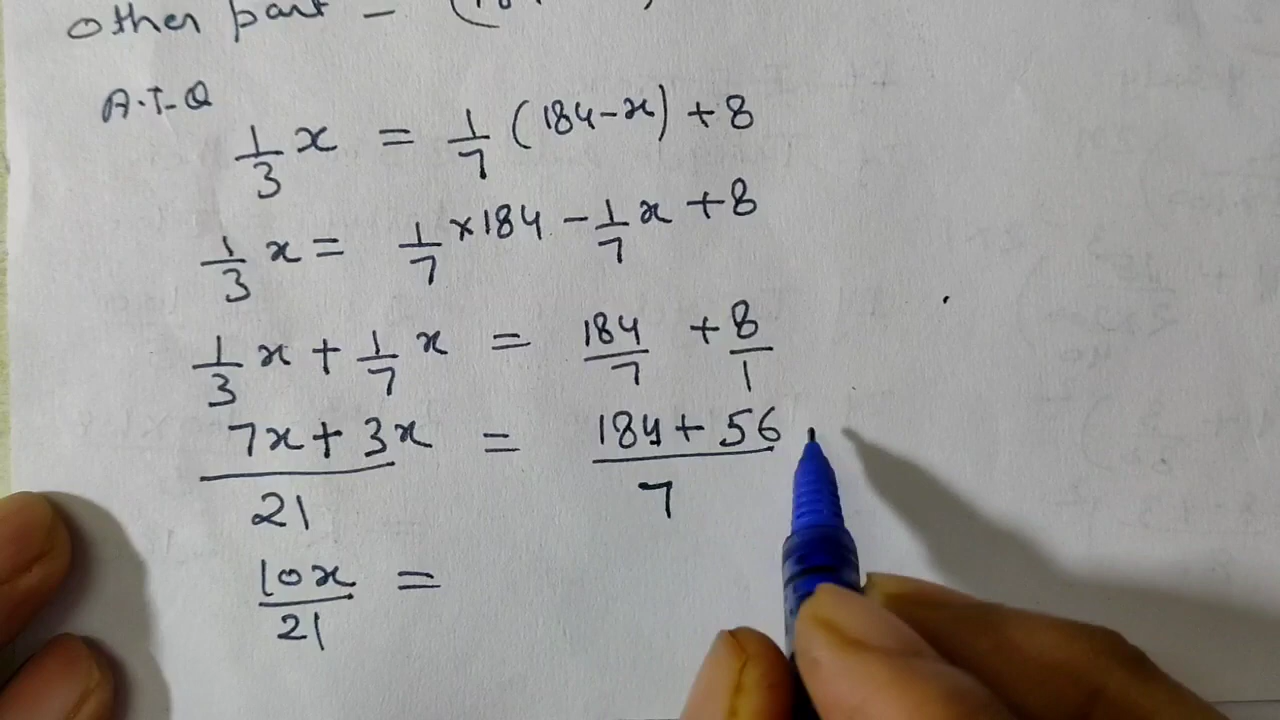 other part - (
A.T-Q
1/3 x = 1/7 (184-x) + 8
1/3 x = 1/7 × 184 - 1/7 x + 8
1/3 x + 1/7 x = 184/7 + 8/1
7x + 3x / 21 = 184 + 56 / 7
10x/21 =